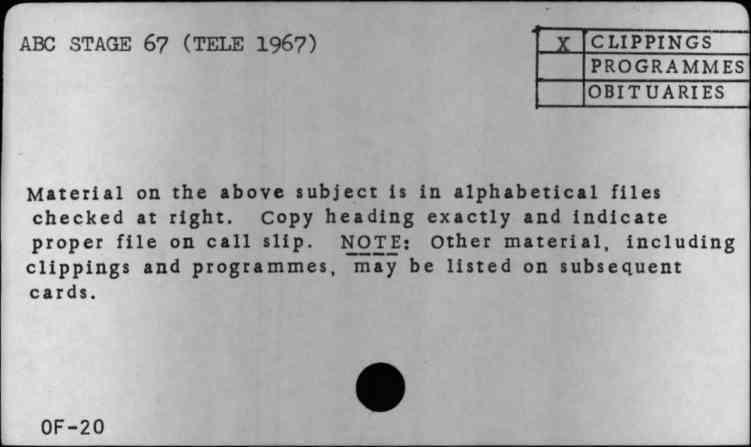 ABC STAGE 67 (TELE 1967)
X CLIPPINGS
PROGRAMMES
OBITUARIES
Material on the above subject is in alphabetical files
checked at right. Copy heading exactly and indicate
proper file on call slip. NOTE: Other material, including
clippings and programmes, may be listed on subsequent
cards.
OF-20